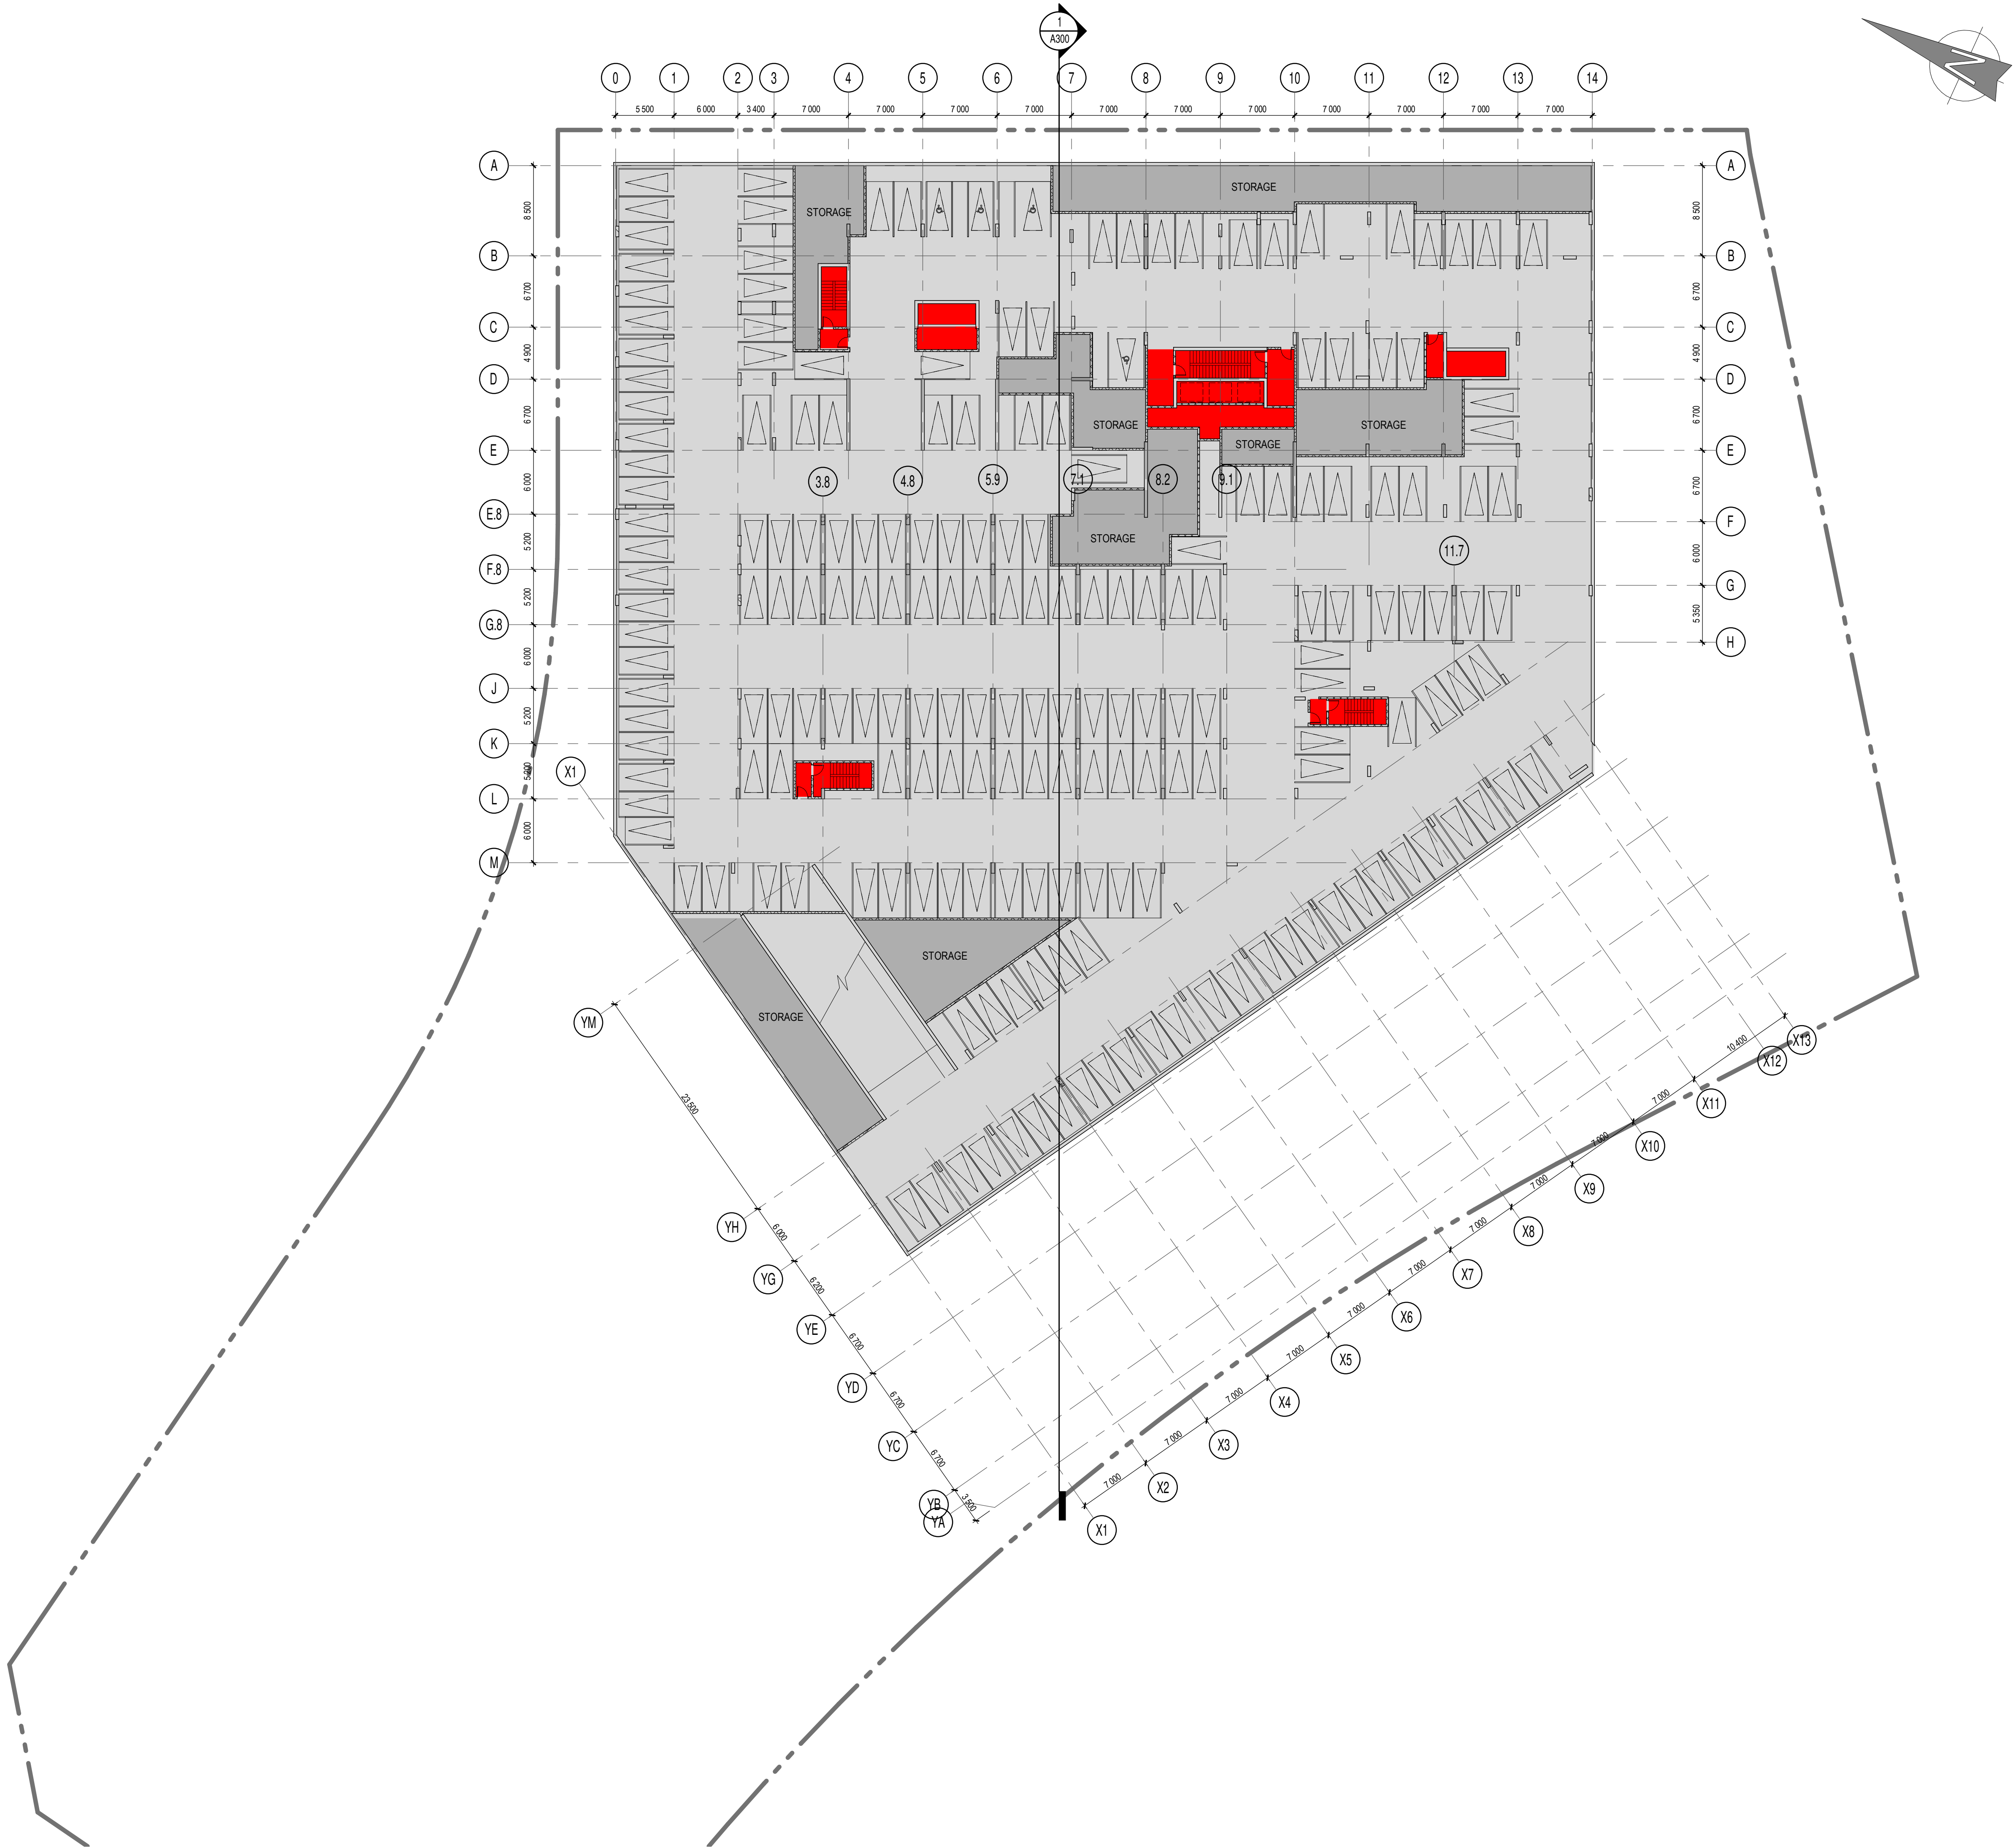 1
A300
N
0 1 2 3 4 5 6 7 8 9 10 11 12 13 14
5 500 6 000 3 400 7 000 7 000 7 000 7 000 7 000 7 000 7 000 7 000 7 000 7 000 7 000
A A
STORAGE
8 500 8 500
STORAGE
B B
6 700 6 700
C C
4 900 4 900
D D
6 700 6 700
STORAGE STORAGE
STORAGE
E E
3.8 4.8 5.9 7.1 8.2 9.1
6 000 6 700
E.8 F
STORAGE
5 200 11.7 6 000
F.8 G
5 200 5 350
G.8 H
6 000
J
5 200
K
X1 5 200
L
6 000
M
STORAGE
STORAGE
YM
23 500
YH
6 000
YG
6 200
YE
6 700
YD
6 700
YC
6 700
YB
3 500
YA
10 400 X13
X12
7 000 X11
7 000 X10
7 000 X9
7 000 X8
7 000 X7
7 000 X6
7 000 X5
7 000 X4
7 000 X3
7 000 X2
X1